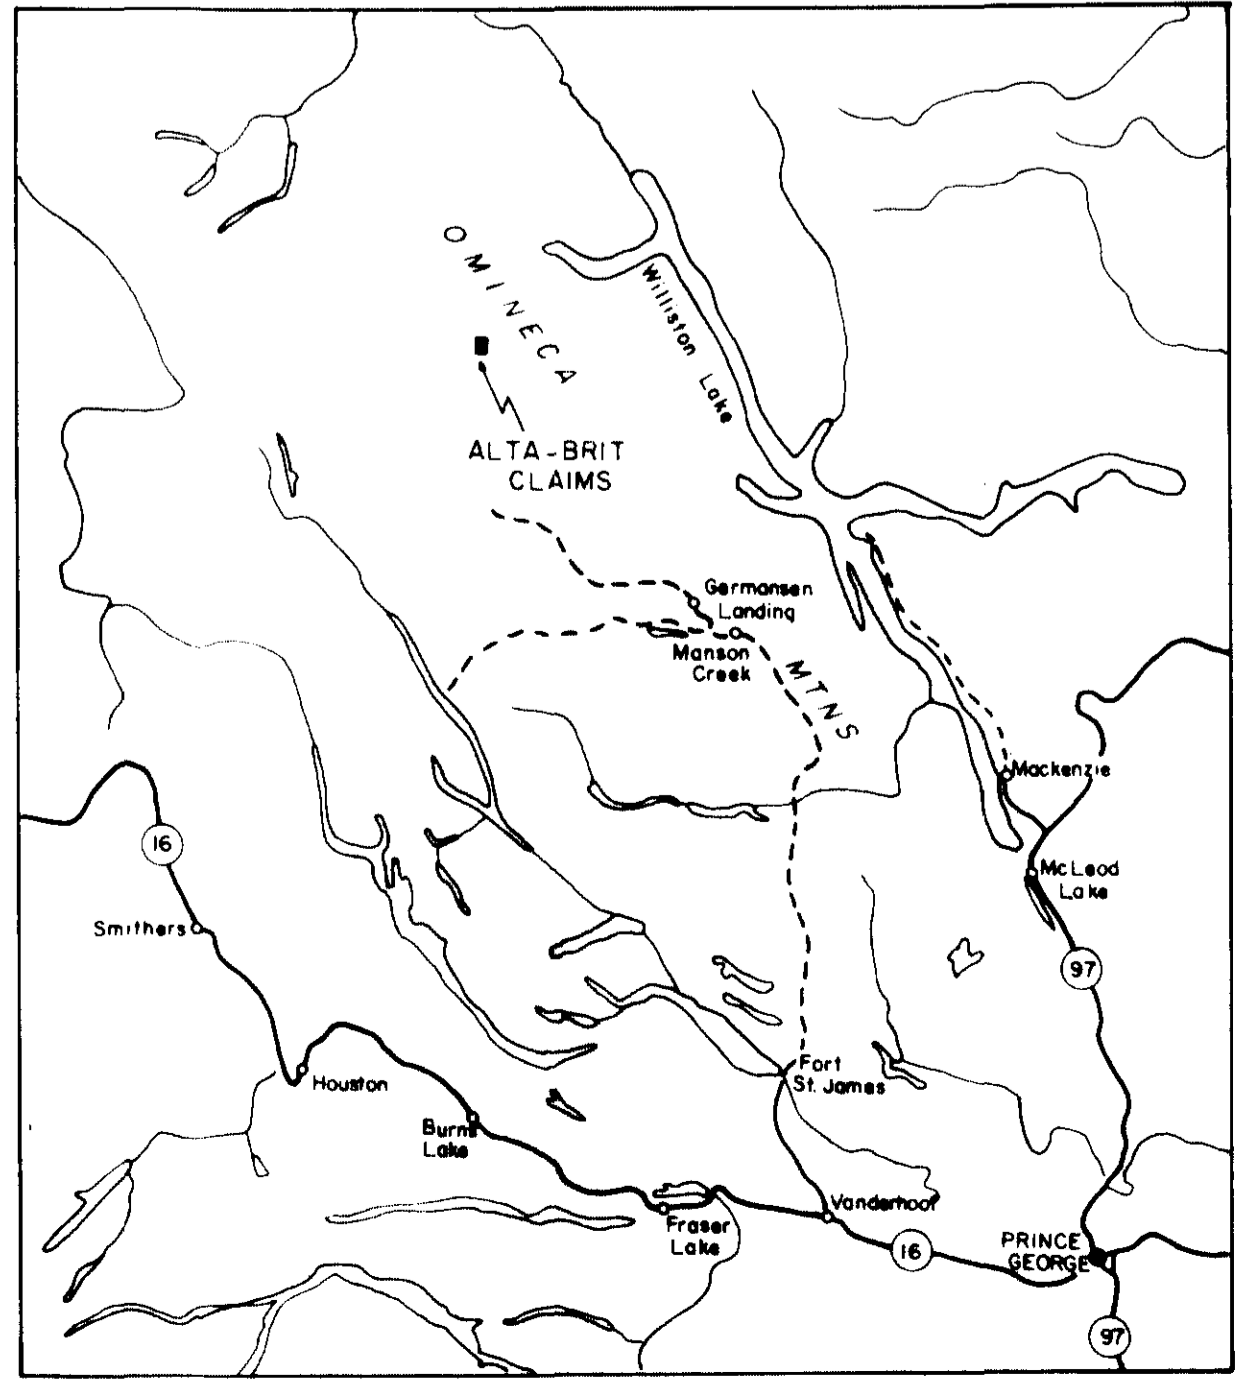 OMINECA
Williston Lake
ALTA-BRIT
CLAIMS
Germansen
Landing
Manson
Creek
MTNS
Mackenzie
16
McLeod
Lake
Smithers
97
Fort
St. James
Houston
Burns
Lake
Vanderhoof
Fraser
Lake
16
PRINCE
GEORGE
97